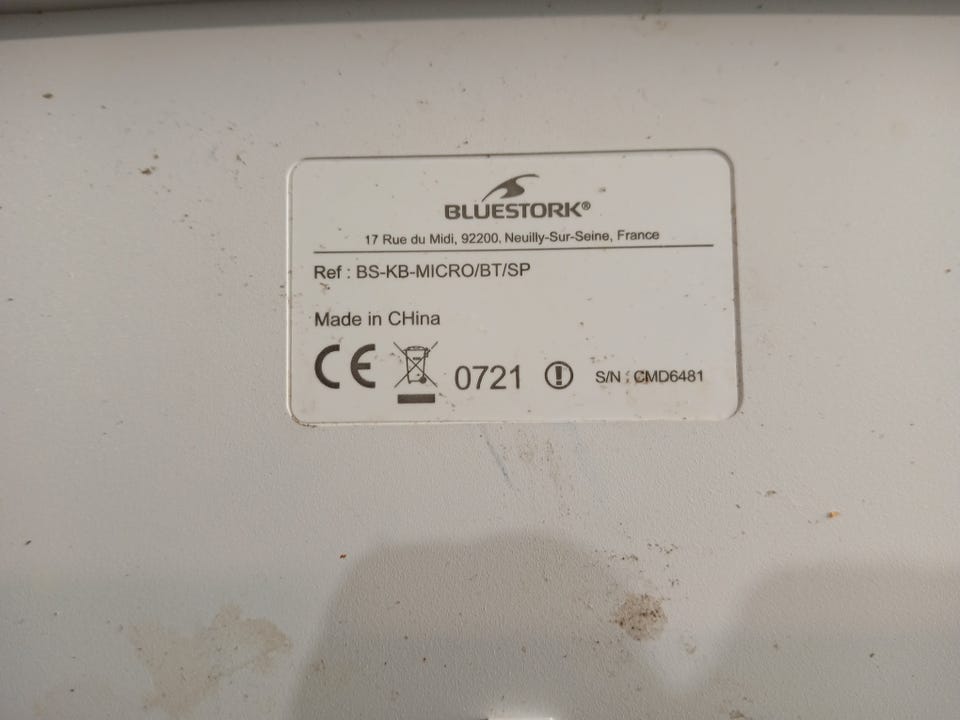 BLUESTORK®
17 Rue du Midi, 92200, Neuilly-Sur-Seine, France
Ref : BS-KB-MICRO/BT/SP
Made in CHina
CE 0721 S/N : CMD6481